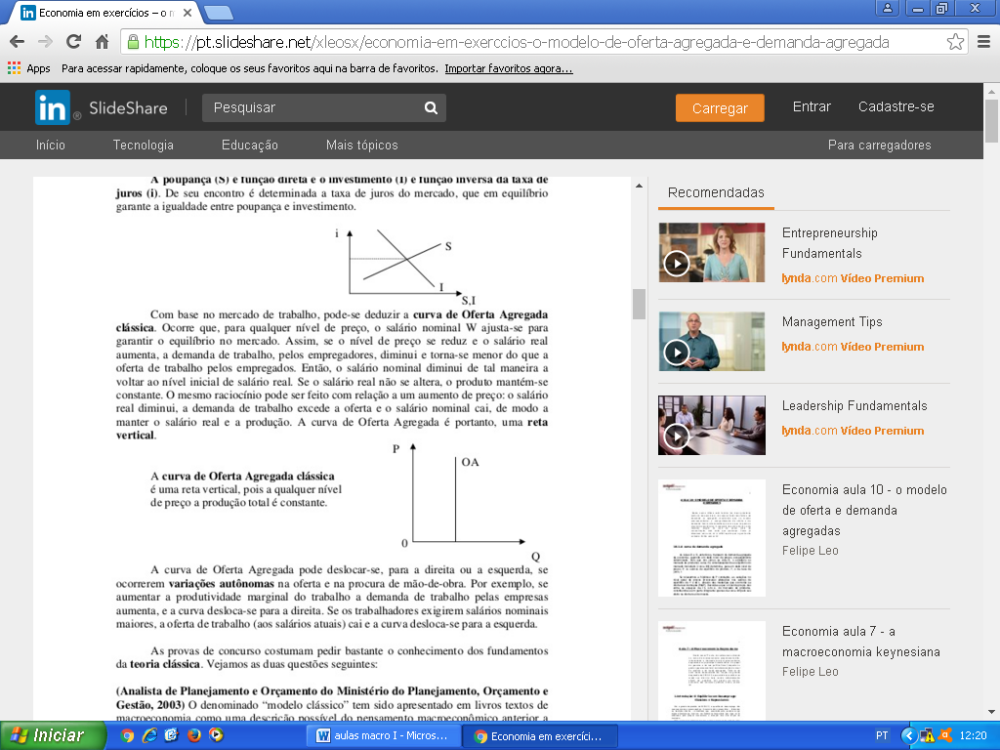 Economia em exercícios – o n
https://pt.slideshare.net/xleosx/economia-em-exerccios-o-modelo-de-oferta-agregada-e-demanda-agregada
Apps Para acessar rapidamente, coloque os seus favoritos aqui na barra de favoritos. Importar favoritos agora...
in SlideShare Pesquisar Carregar Entrar Cadastre-se
Início Tecnologia Educação Mais tópicos Para carregadores
A poupança (S) é função direta e o investimento (I) é função inversa da taxa de
juros (i). De seu encontro é determinada a taxa de juros do mercado, que em equilíbrio
garante a igualdade entre poupança e investimento.
i
S
I
S,I
Com base no mercado de trabalho, pode-se deduzir a curva de Oferta Agregada
clássica. Ocorre que, para qualquer nível de preço, o salário nominal W ajusta-se para
garantir o equilíbrio no mercado. Assim, se o nível de preço se reduz e o salário real
aumenta, a demanda de trabalho, pelos empregadores, diminui e torna-se menor do que a
oferta de trabalho pelos empregados. Então, o salário nominal diminui de tal maneira a
voltar ao nível inicial de salário real. Se o salário real não se altera, o produto mantém-se
constante. O mesmo raciocínio pode ser feito com relação a um aumento de preço: o salário
real diminui, a demanda de trabalho excede a oferta e o salário nominal cai, de modo a
manter o salário real e a produção. A curva de Oferta Agregada é portanto, uma reta
vertical.
P
OA
A curva de Oferta Agregada clássica
é uma reta vertical, pois a qualquer nível
de preço a produção total é constante.
0
Q
A curva de Oferta Agregada pode deslocar-se, para a direita ou a esquerda, se
ocorrerem variações autônomas na oferta e na procura de mão-de-obra. Por exemplo, se
aumentar a produtividade marginal do trabalho a demanda de trabalho pelas empresas
aumenta, e a curva desloca-se para a direita. Se os trabalhadores exigirem salários nominais
maiores, a oferta de trabalho (aos salários atuais) cai e a curva desloca-se para a esquerda.
As provas de concurso costumam pedir bastante o conhecimento dos fundamentos
da teoria clássica. Vejamos as duas questões seguintes:
(Analista de Planejamento e Orçamento do Ministério do Planejamento, Orçamento e
Gestão, 2003) O denominado “modelo clássico” tem sido apresentado em livros textos de
macroeconomia como uma descrição possível do pensamento macroeconômico anterior a
Recomendadas
Entrepreneurship
Fundamentals
lynda.com Vídeo Premium
Management Tips
lynda.com Vídeo Premium
Leadership Fundamentals
lynda.com Vídeo Premium
Economia aula 10 - o modelo
de oferta e demanda
agregadas
Felipe Leo
Economia aula 7 - a
macroeconomia keynesiana
Felipe Leo
Iniciar aulas macro I - Micros... Economia em exercíci... PT 12:20